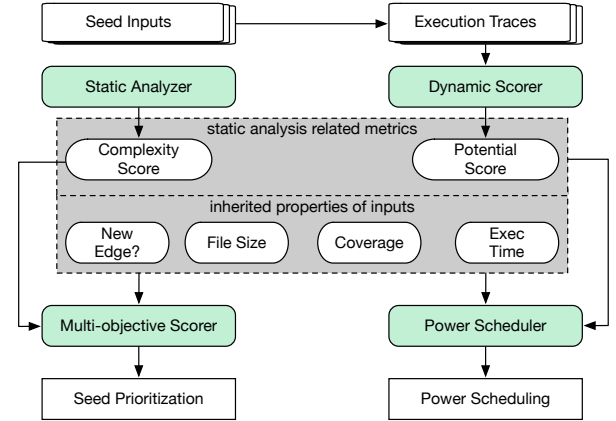 Seed Inputs
Execution Traces
Static Analyzer
Dynamic Scorer
static analysis related metrics
Complexity
Score
Potential
Score
inherited properties of inputs
New
Edge?
File Size
Coverage
Exec
Time
Multi-objective Scorer
Power Scheduler
Seed Prioritization
Power Scheduling